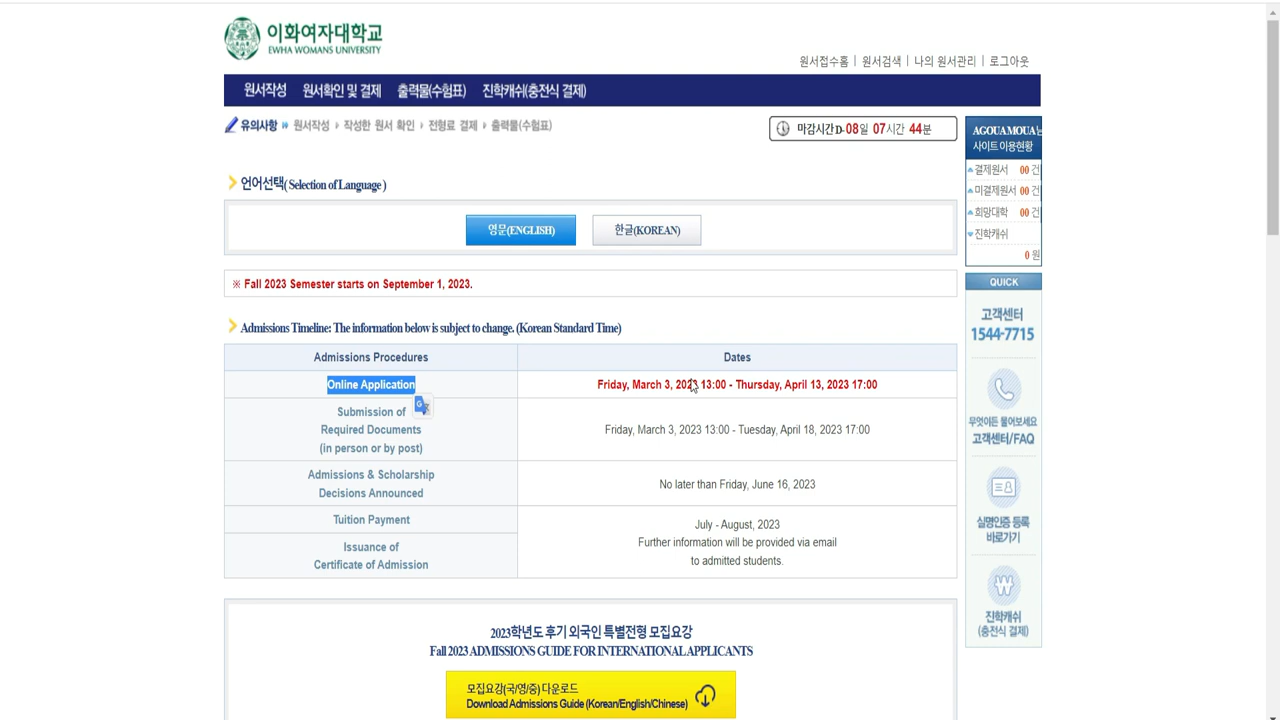 이화여자대학교
EWHA WOMANS UNIVERSITY
원서접수홈 | 원서검색 | 나의 원서관리 | 로그아웃
원서작성 원서확인 및 결제 출력물(수험표) 진학캐쉬(충전식 결제)
유의사항 » 원서작성 › 작성한 원서 확인 › 전형료 결제 › 출력물(수험표)
마감시간 D-08일 07시간 44분
AGOUA MOUA는
사이트 이용현황
결제원서 00 건
미결제원서 00 건
희망대학 00 건
진학캐쉬
0 원
언어선택( Selection of Language )
영문(ENGLISH)
한글(KOREAN)
※ Fall 2023 Semester starts on September 1, 2023.
Admissions Timeline: The information below is subject to change. (Korean Standard Time)
Admissions Procedures Dates
Online Application Friday, March 3, 2023 13:00 - Thursday, April 13, 2023 17:00
Submission of
Required Documents
(in person or by post)
Friday, March 3, 2023 13:00 - Tuesday, April 18, 2023 17:00
Admissions & Scholarship
Decisions Announced
No later than Friday, June 16, 2023
Tuition Payment
Issuance of
Certificate of Admission
July - August, 2023
Further information will be provided via email
to admitted students.
2023학년도 후기 외국인 특별전형 모집요강
Fall 2023 ADMISSIONS GUIDE FOR INTERNATIONAL APPLICANTS
모집요강(국/영/중) 다운로드
Download Admissions Guide (Korean/English/Chinese)
QUICK
고객센터
1544-7715
무엇이든 물어보세요
고객센터/FAQ
실명인증 등록
바로가기
진학캐쉬
(충전식 결제)